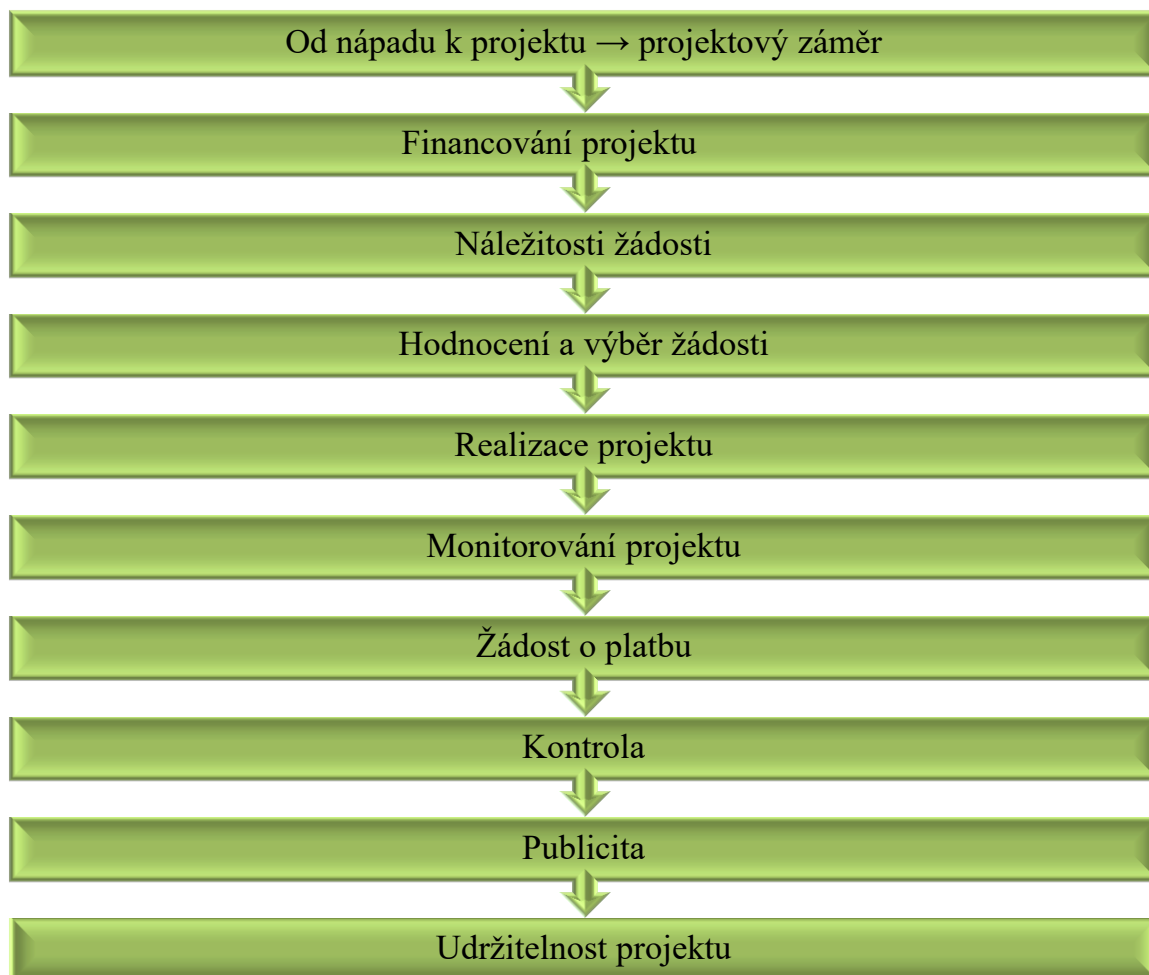 Od nápadu k projektu → projektový záměr
Financování projektu
Náležitosti žádosti
Hodnocení a výběr žádosti
Realizace projektu
Monitorování projektu
Žádost o platbu
Kontrola
Publicita
Udržitelnost projektu